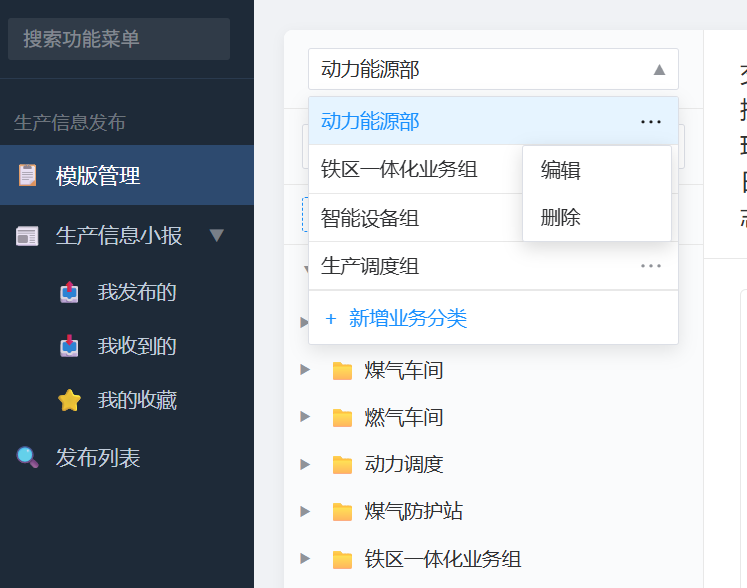 搜索功能菜单
生产信息发布
模版管理
生产信息小报
我发布的
我收到的
我的收藏
发布列表
动力能源部
动力能源部
铁区一体化业务组
智能设备组
生产调度组
+ 新增业务分类
编辑
删除
煤气车间
燃气车间
动力调度
煤气防护站
铁区一体化业务组